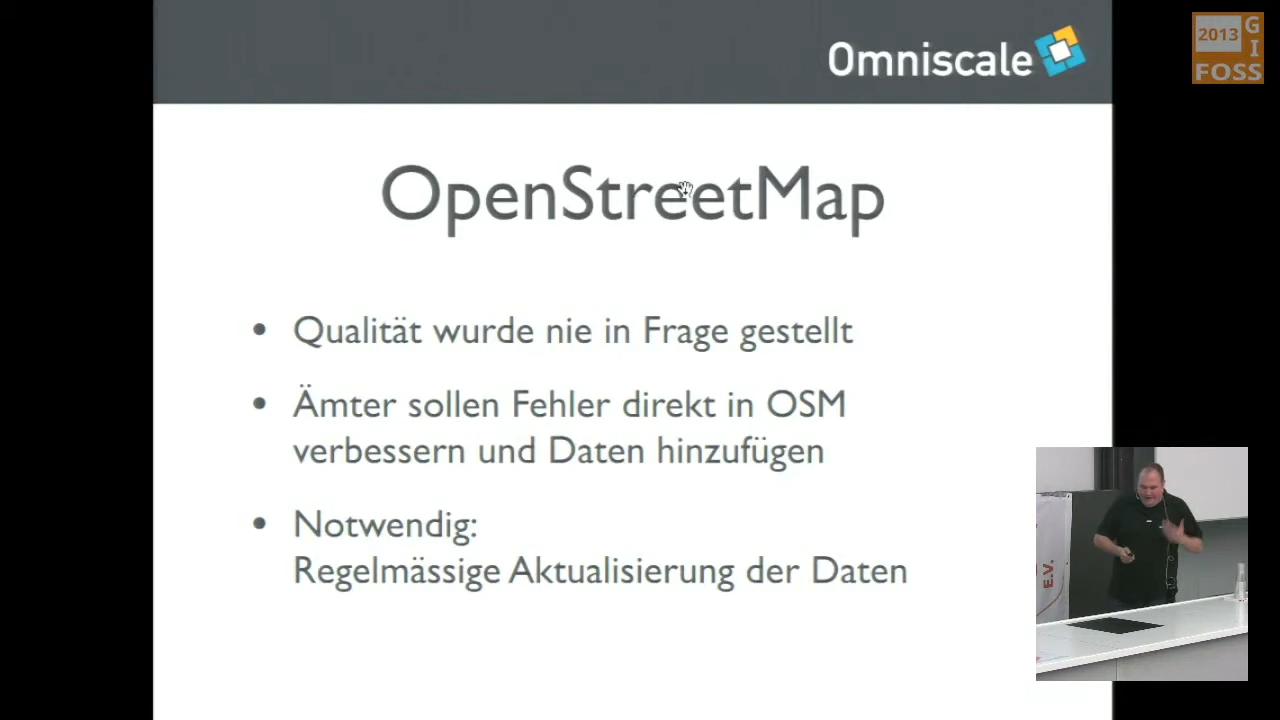 Omniscale
2013
G
I
FOSS
OpenStreetMap
• Qualität wurde nie in Frage gestellt
• Ämter sollen Fehler direkt in OSM
verbessern und Daten hinzufügen
• Notwendig:
Regelmässige Aktualisierung der Daten
E.V.